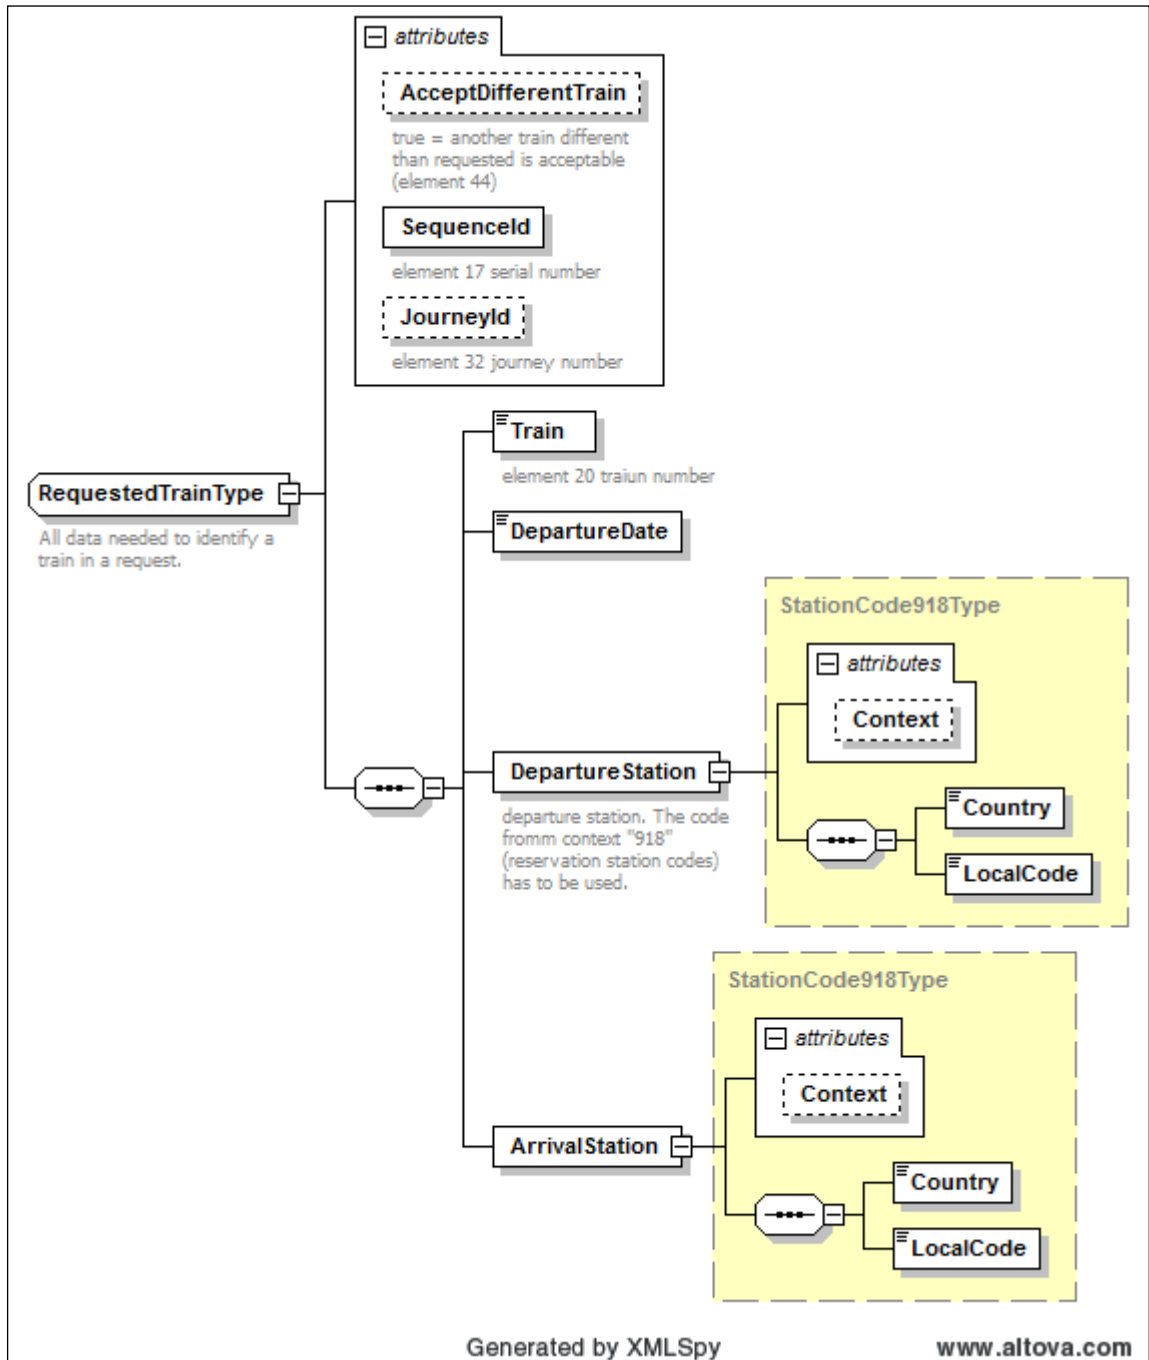 attributes
AcceptDifferentTrain
true = another train different
than requested is acceptable
(element 44)
SequenceId
element 17 serial number
JourneyId
element 32 journey number
RequestedTrainType
All data needed to identify a
train in a request.
Train
element 20 traiun number
DepartureDate
DepartureStation
departure station. The code
fromm context "918"
(reservation station codes)
has to be used.
StationCode918Type
attributes
Context
Country
LocalCode
ArrivalStation
StationCode918Type
attributes
Context
Country
LocalCode
Generated by XMLSpy www.altova.com